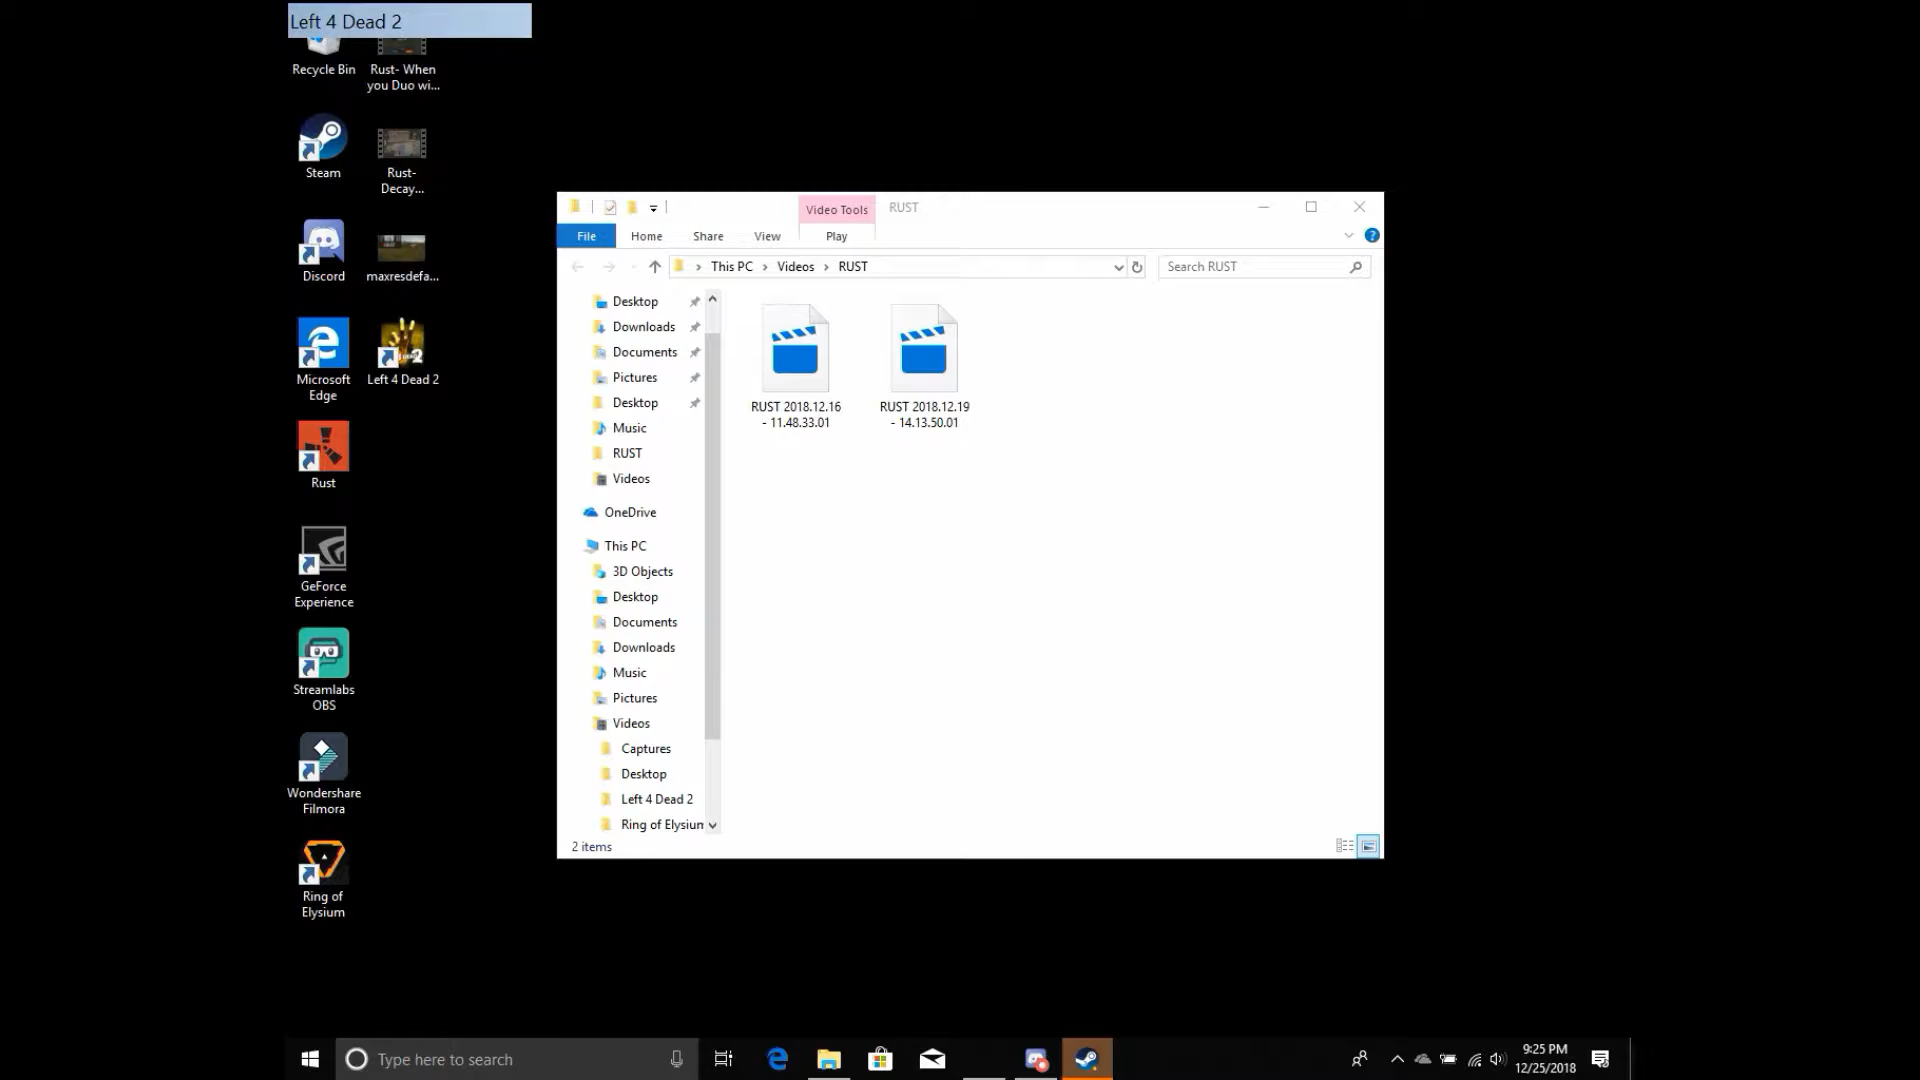 Left 4 Dead 2
Recycle Bin
Rust- When
you Duo wi...
Steam
Rust-
Decay...
Discord
maxresdefa...
Microsoft
Edge
Left 4 Dead 2
Rust
GeForce
Experience
Streamlabs
OBS
Wondershare
Filmora
Ring of
Elysium
Video Tools
RUST
File
Home
Share
View
Play
This PC
Videos
RUST
Search RUST
Desktop
Downloads
Documents
Pictures
Desktop
Music
RUST
Videos
OneDrive
This PC
3D Objects
Desktop
Documents
Downloads
Music
Pictures
Videos
Captures
Desktop
Left 4 Dead 2
Ring of Elysium
RUST 2018.12.16
- 11.48.33.01
RUST 2018.12.19
- 14.13.50.01
2 items
Type here to search
9:25 PM
12/25/2018